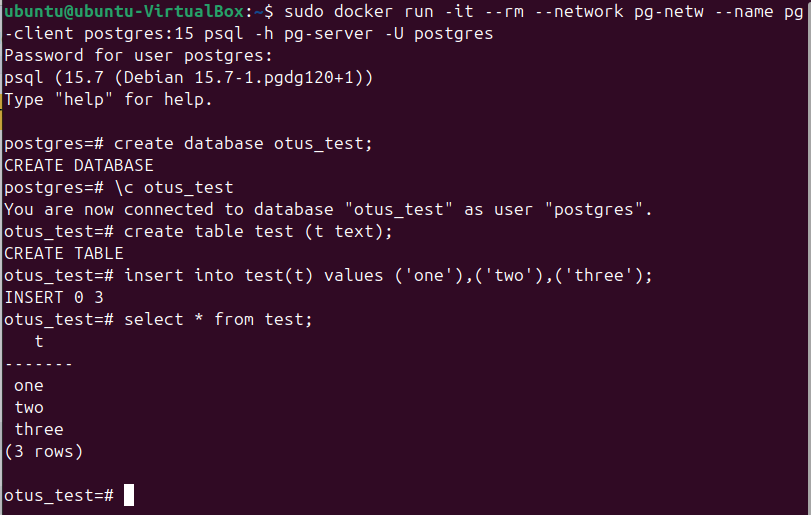 ubuntu@ubuntu-VirtualBox:~$ sudo docker run -it --rm --network pg-netw --name pg
-client postgres:15 psql -h pg-server -U postgres
Password for user postgres:
psql (15.7 (Debian 15.7-1.pgdg120+1))
Type "help" for help.
postgres=# create database otus_test;
CREATE DATABASE
postgres=# \c otus_test
You are now connected to database "otus_test" as user "postgres".
otus_test=# create table test (t text);
CREATE TABLE
otus_test=# insert into test(t) values ('one'),('two'),('three');
INSERT 0 3
otus_test=# select * from test;
   t
-------
 one
 two
 three
(3 rows)
otus_test=#